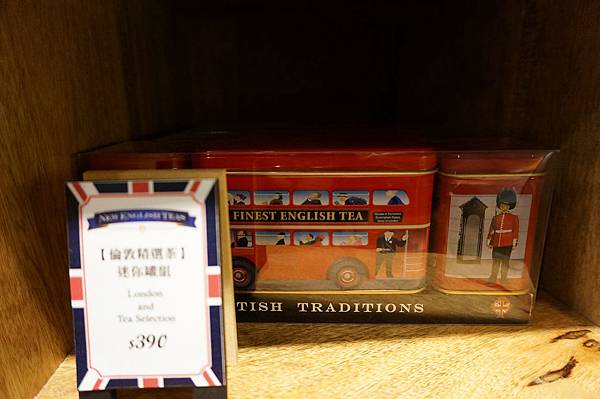 NEW ENGLISH TEAS
【倫敦精選茶】
迷你罐組
London
and
Tea Selection
$390
FINEST ENGLISH TEA
TISH TRADITIONS